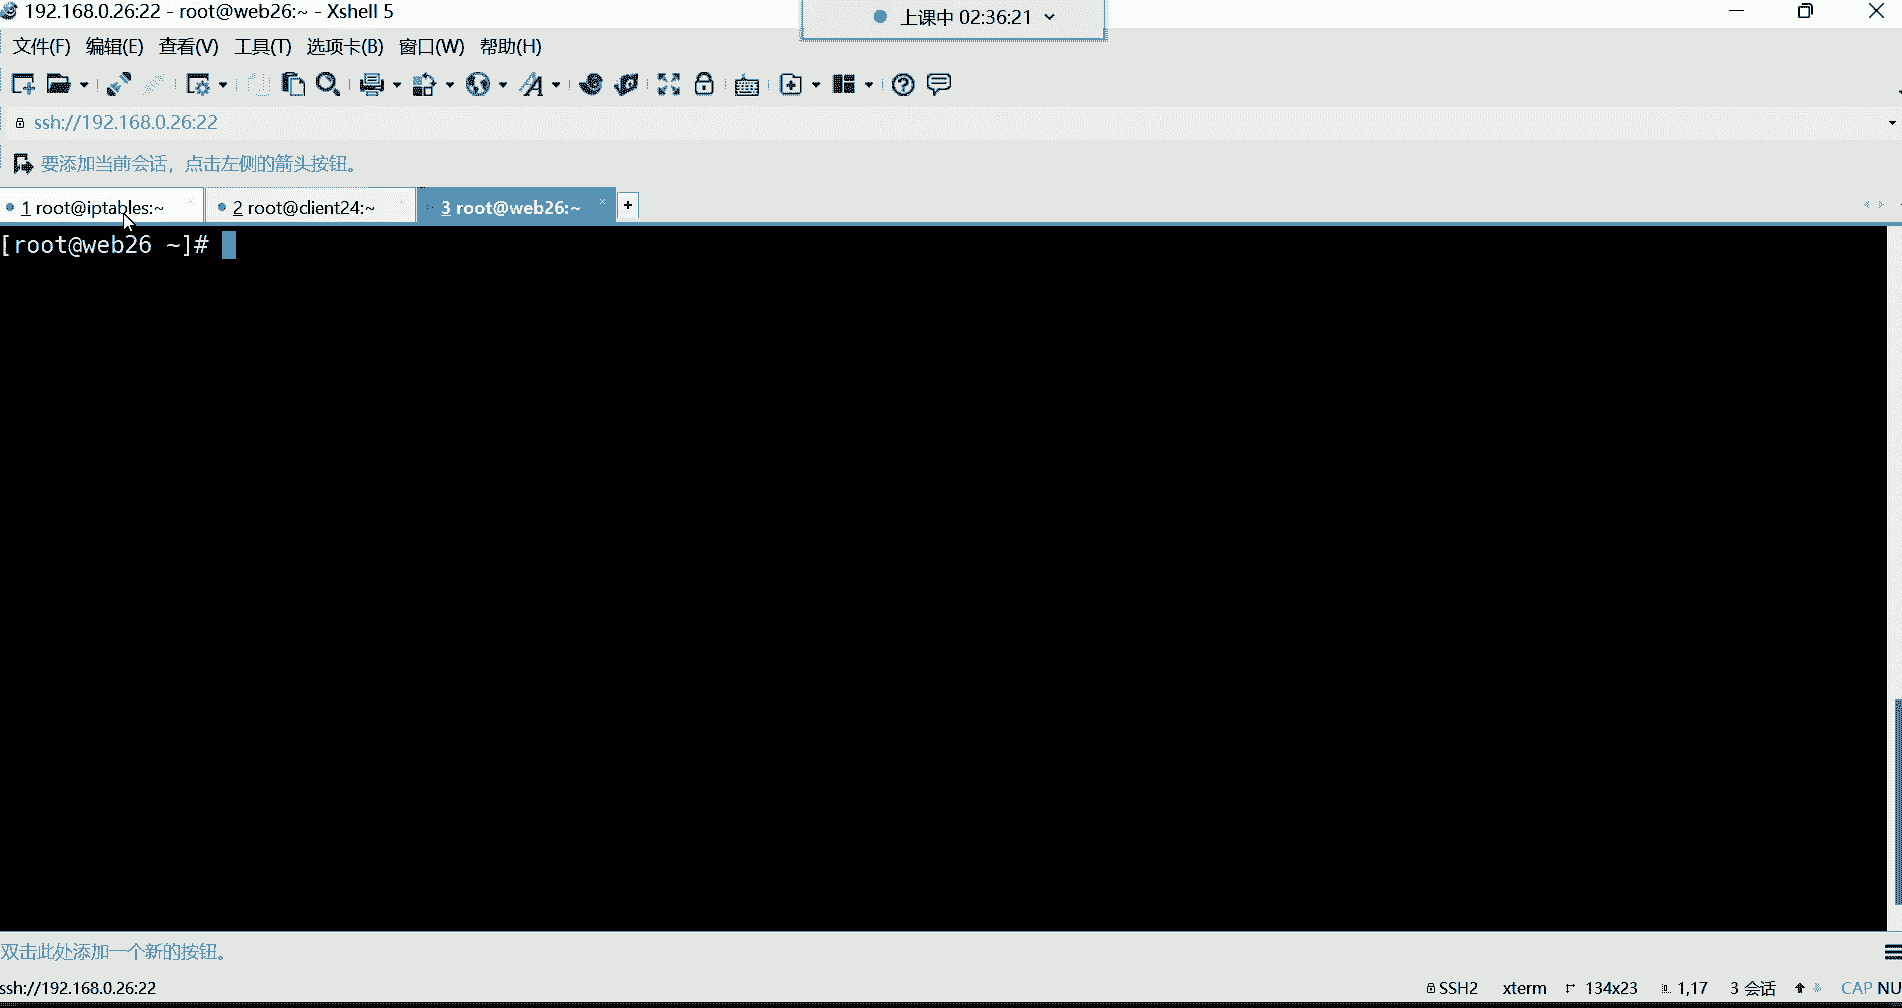 192.168.0.26:22 - root@web26:~ - Xshell 5
上课中 02:36:21
文件(F) 编辑(E) 查看(V) 工具(T) 选项卡(B) 窗口(W) 帮助(H)
ssh://192.168.0.26:22
要添加当前会话，点击左侧的箭头按钮。
1 root@iptables:~ 2 root@client24:~ 3 root@web26:~ +
[root@web26 ~]#
双击此处添加一个新的按钮。
ssh://192.168.0.26:22 SSH2 xterm 134x23 1,17 3 会话 CAP NU